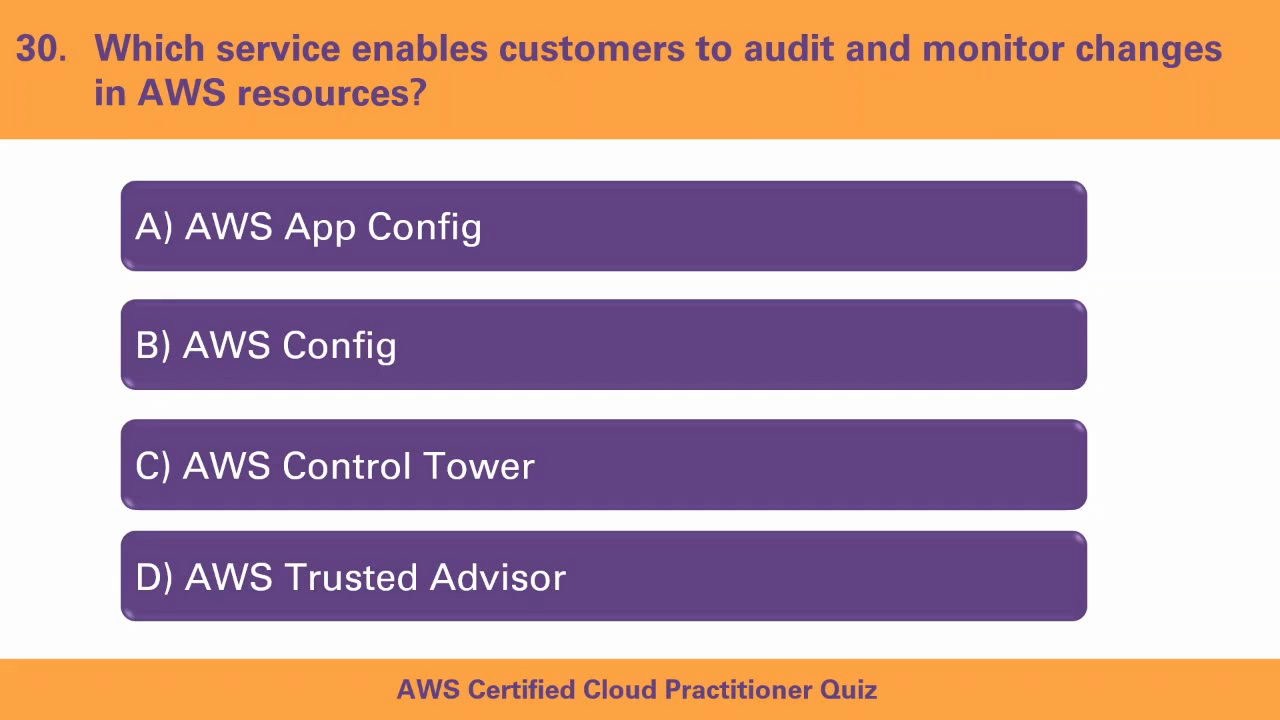 30. Which service enables customers to audit and monitor changes
in AWS resources?
A) AWS App Config
B) AWS Config
C) AWS Control Tower
D) AWS Trusted Advisor
AWS Certified Cloud Practitioner Quiz